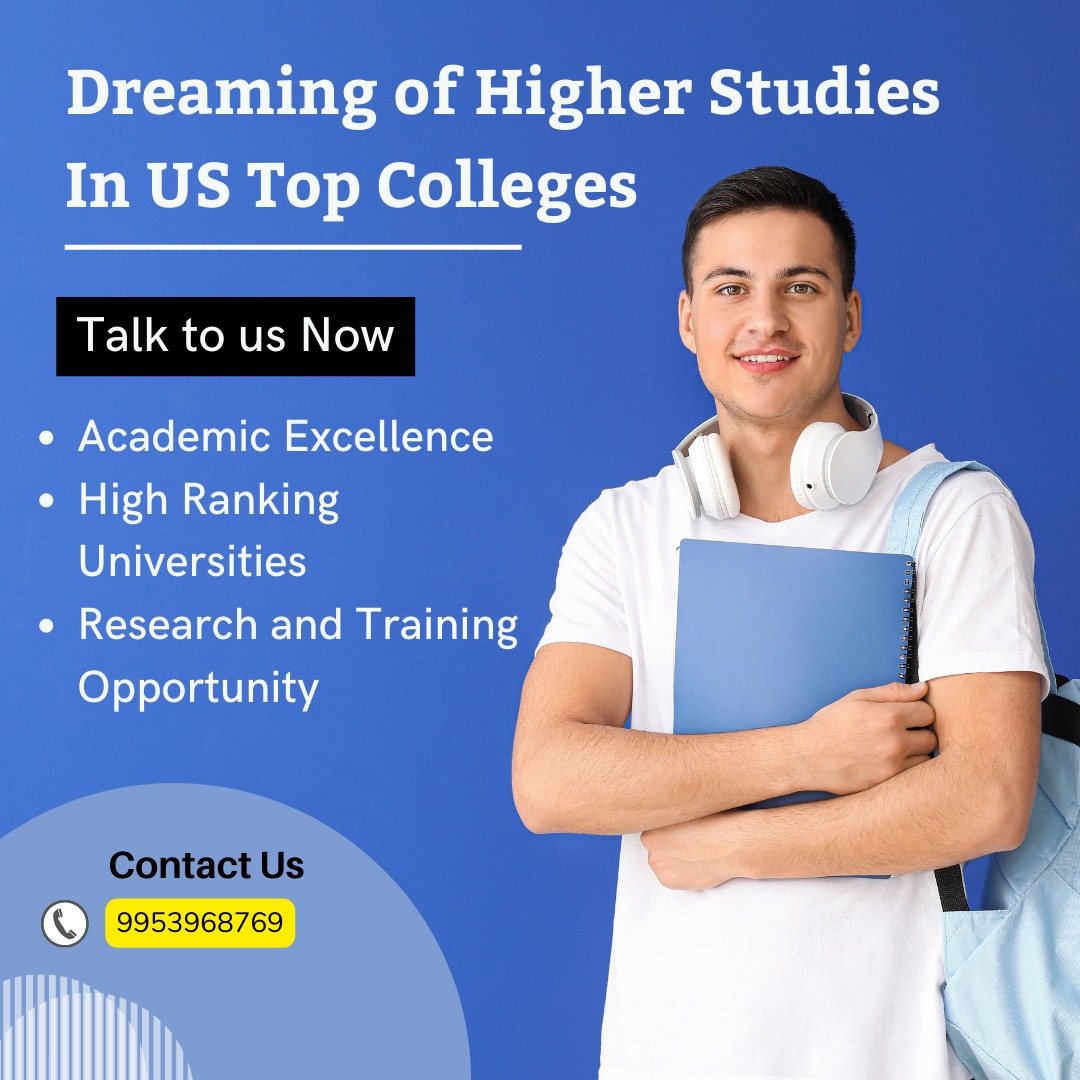 Dreaming of Higher Studies
In US Top Colleges
Talk to us Now
• Academic Excellence
• High Ranking
Universities
• Research and Training
Opportunity
Contact Us
9953968769